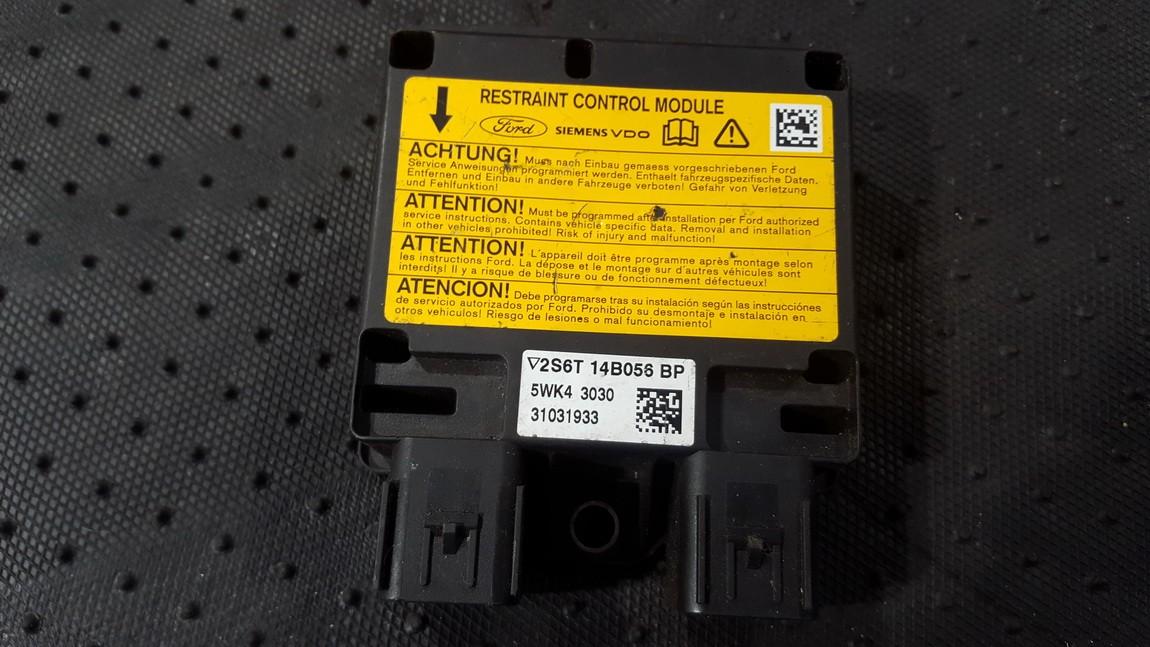 RESTRAINT CONTROL MODULE
Ford SIEMENS VDO
ACHTUNG! Muss nach Einbau gemaess vorgeschriebenen Ford
Service Anweisungen programmiert werden. Enthaelt fahrzeugspezifische Daten.
Entfernen und Einbau in andere Fahrzeuge verboten! Gefahr von Verletzung
und Fehlfunktion!
ATTENTION! Must be programmed after installation per Ford authorized
service instructions. Contains vehicle specific data. Removal and installation
in other vehicles prohibited! Risk of injury and malfunction!
ATTENTION! L'appareil doit être programme après montage selon
les instructions Ford. La dépose et le montage sur d'autres véhicules sont
interdits! Il y a risque de blessure ou de fonctionnement défectueux!
ATENCION! Debe programarse tras su instalación según las instrucciónes
de servicio autorizados por Ford. Prohibido su desmontaje e instalación en
otros vehiculos! Riesgo de lesiones o mal funcionamiento!
▽2S6T 14B056 BP
5WK4 3030
31031933